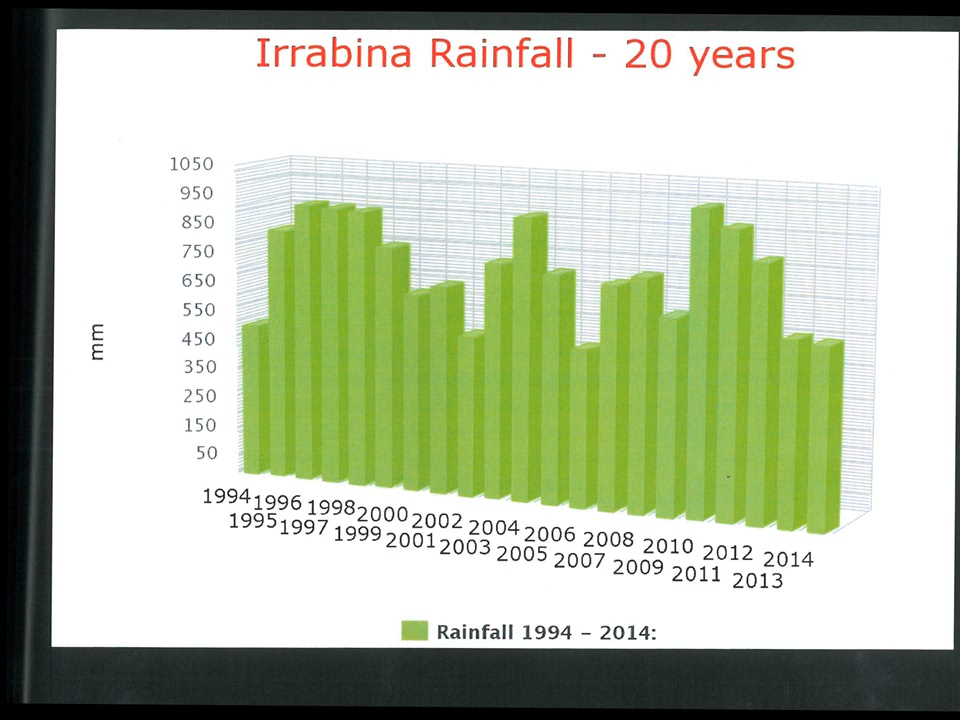 Irrabina Rainfall - 20 years
1050
950
850
750
650
550
450
350
250
150
50
mm
1994 1996 1998 2000 2002 2004 2006 2008 2010 2012 2014
1995 1997 1999 2001 2003 2005 2007 2009 2011 2013
Rainfall 1994 – 2014: